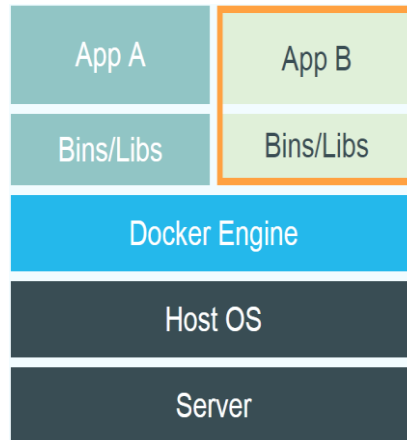 App A
App B
Bins/Libs
Bins/Libs
Docker Engine
Host OS
Server